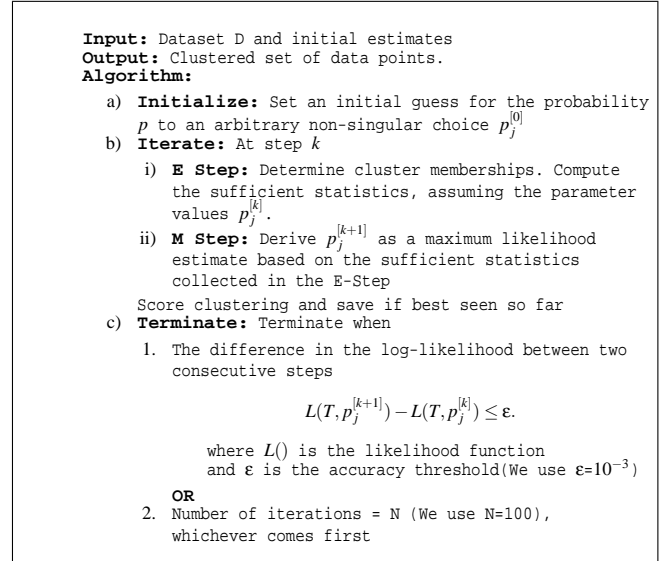 Input: Dataset D and initial estimates
Output: Clustered set of data points.
Algorithm:
a) Initialize: Set an initial guess for the probability
p to an arbitrary non-singular choice p_j^{[0]}
b) Iterate: At step k
i) E Step: Determine cluster memberships. Compute
the sufficient statistics, assuming the parameter
values p_j^{[k]}.
ii) M Step: Derive p_j^{[k+1]} as a maximum likelihood
estimate based on the sufficient statistics
collected in the E-Step
Score clustering and save if best seen so far
c) Terminate: Terminate when
1. The difference in the log-likelihood between two
consecutive steps
L(T, p_j^{[k+1]}) − L(T, p_j^{[k]}) ≤ ε.
where L() is the likelihood function
and ε is the accuracy threshold(We use ε=10^{−3})
OR
2. Number of iterations = N (We use N=100),
whichever comes first